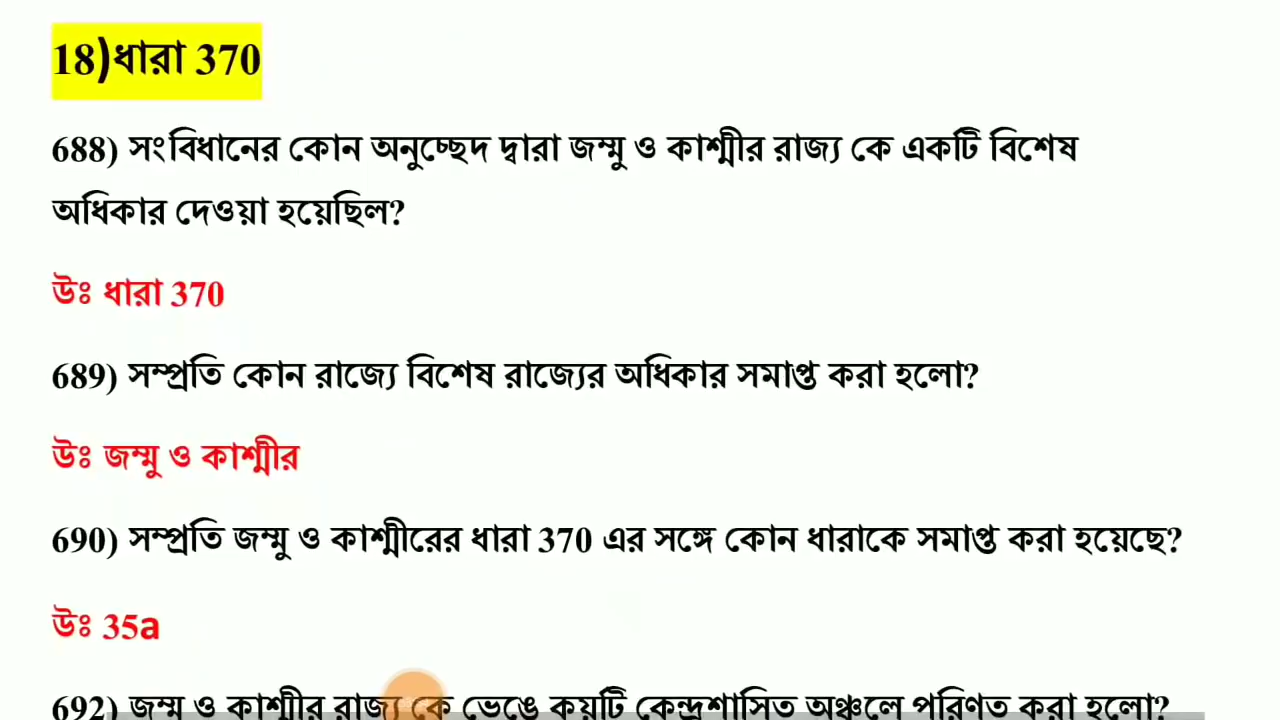 18)ধারা 370
688) সংবিধানের কোন অনুচ্ছেদ দ্বারা জম্মু ও কাশ্মীর রাজ্য কে একটি বিশেষ
অধিকার দেওয়া হয়েছিল?
উঃ ধারা 370
689) সম্প্রতি কোন রাজ্যে বিশেষ রাজ্যের অধিকার সমাপ্ত করা হলো?
উঃ জম্মু ও কাশ্মীর
690) সম্প্রতি জম্মু ও কাশ্মীরের ধারা 370 এর সঙ্গে কোন ধারাকে সমাপ্ত করা হয়েছে?
উঃ 35a
692) জম্মু ও কাশ্মীর রাজ্য কে ভেঙে কয়টি কেন্দ্রশাসিত অঞ্চলে পরিণত করা হলো?